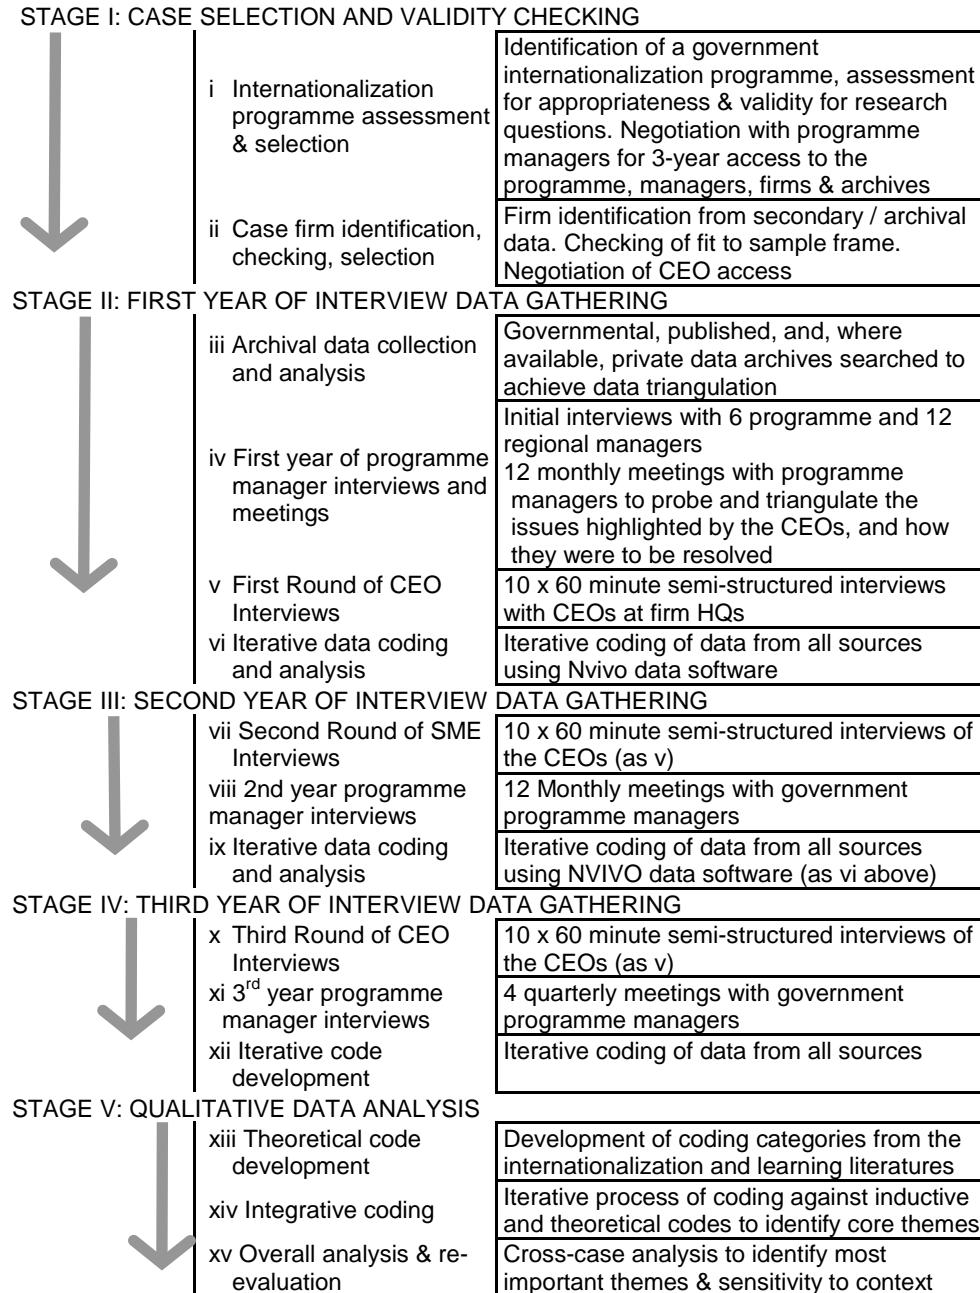 STAGE I: CASE SELECTION AND VALIDITY CHECKING
i Internationalization
programme assessment
& selection
Identification of a government
internationalization programme, assessment
for appropriateness & validity for research
questions. Negotiation with programme
managers for 3-year access to the
programme, managers, firms & archives
ii Case firm identification,
checking, selection
Firm identification from secondary / archival
data. Checking of fit to sample frame.
Negotiation of CEO access
STAGE II: FIRST YEAR OF INTERVIEW DATA GATHERING
iii Archival data collection
and analysis
Governmental, published, and, where
available, private data archives searched to
achieve data triangulation
iv First year of programme
manager interviews and
meetings
Initial interviews with 6 programme and 12
regional managers
12 monthly meetings with programme
managers to probe and triangulate the
issues highlighted by the CEOs, and how
they were to be resolved
v First Round of CEO
Interviews
10 x 60 minute semi-structured interviews
with CEOs at firm HQs
vi Iterative data coding
and analysis
Iterative coding of data from all sources
using Nvivo data software
STAGE III: SECOND YEAR OF INTERVIEW DATA GATHERING
vii Second Round of SME
Interviews
10 x 60 minute semi-structured interviews of
the CEOs (as v)
viii 2nd year programme
manager interviews
12 Monthly meetings with government
programme managers
ix Iterative data coding
and analysis
Iterative coding of data from all sources
using NVIVO data software (as vi above)
STAGE IV: THIRD YEAR OF INTERVIEW DATA GATHERING
x Third Round of CEO
Interviews
10 x 60 minute semi-structured interviews of
the CEOs (as v)
xi 3rd year programme
manager interviews
4 quarterly meetings with government
programme managers
xii Iterative code
development
Iterative coding of data from all sources
STAGE V: QUALITATIVE DATA ANALYSIS
xiii Theoretical code
development
Development of coding categories from the
internationalization and learning literatures
xiv Integrative coding
Iterative process of coding against inductive
and theoretical codes to identify core themes
xv Overall analysis & re-
evaluation
Cross-case analysis to identify most
important themes & sensitivity to context